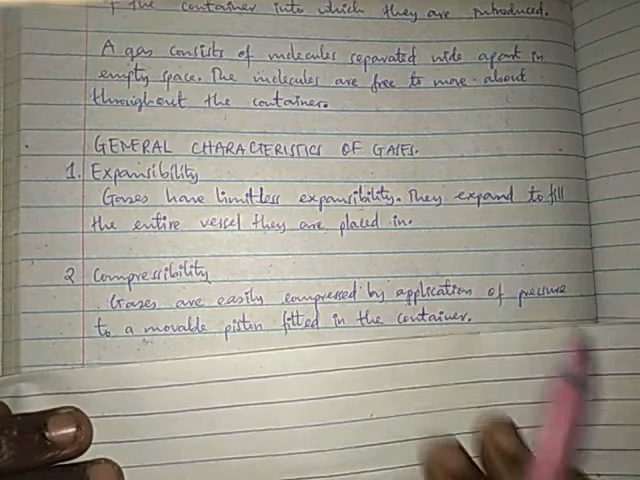 of the container into which they are introduced.
A gas consists of molecules separated wide apart in
empty space. The molecules are free to move about
throughout the container.
GENERAL CHARACTERISTICS OF GASES.
1. Expansibility
Gases have limitless expansibility. They expand to fill
the entire vessel they are placed in.
2 Compressibility
Gases are easily compressed by application of pressure
to a movable piston fitted in the container.